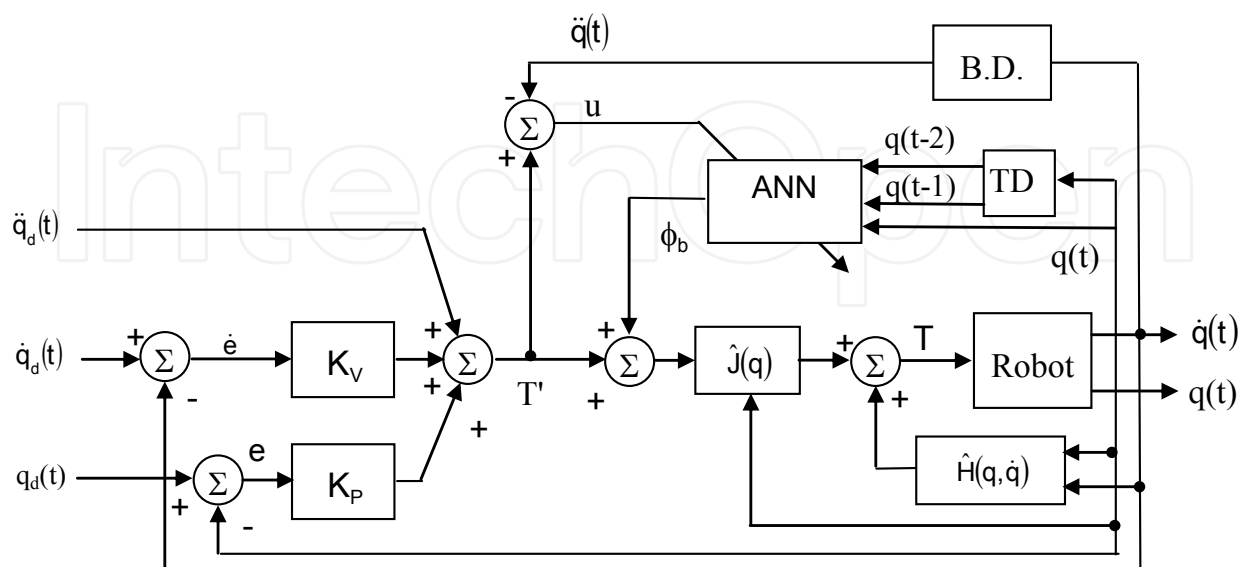 q̈(t)
B.D.
-
u
Σ
+
q(t-2)
ANN
TD
q(t-1)
IntechOpen
q̈d(t)
ϕb
q(t)
+
+
+
T
q̇(t)
q̇d(t)
Σ
ė
KV
+
Σ
Σ
Ĵ(q)
Σ
Robot
-
+
T'
+
+
q(t)
+
qd(t)
Σ
e
KP
Ĥ(q,q̇)
+
-